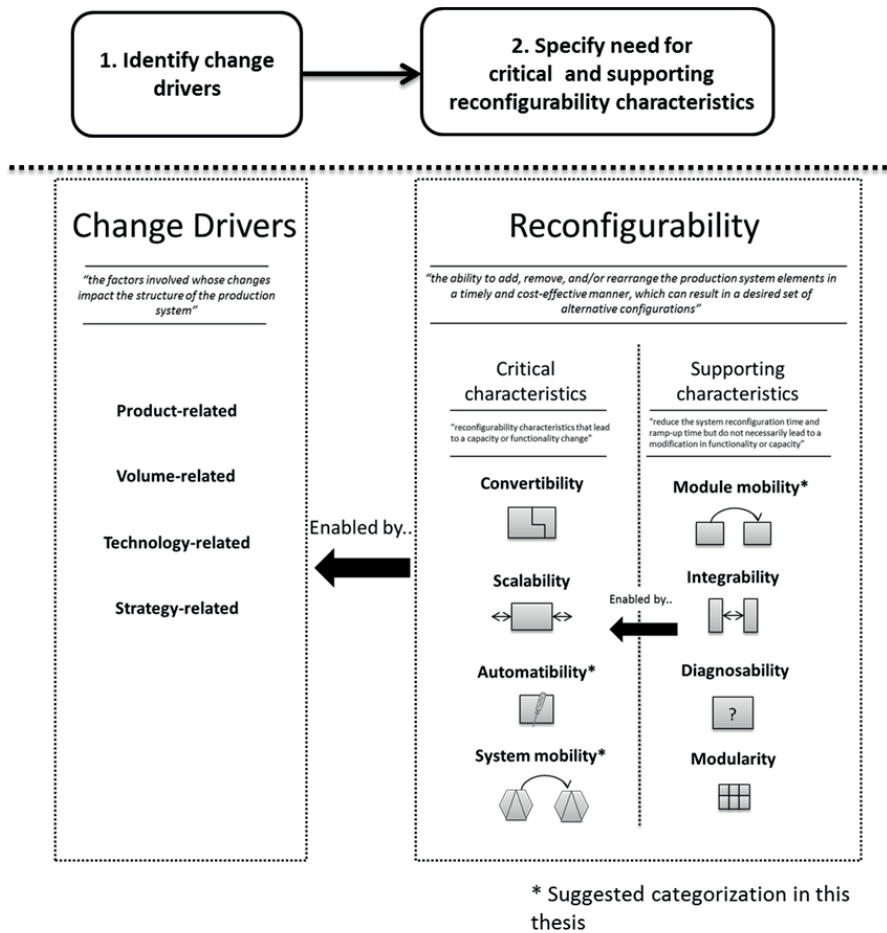 1. Identify change
drivers
2. Specify need for
critical and supporting
reconfigurability characteristics
Change Drivers
"the factors involved whose changes
impact the structure of the production
system"
Product-related
Volume-related
Technology-related
Strategy-related
Enabled by..
Reconfigurability
"the ability to add, remove, and/or rearrange the production system elements in
a timely and cost-effective manner, which can result in a desired set of
alternative configurations"
Critical
characteristics
"reconfigurability characteristics that lead
to a capacity or functionality change"
Convertibility
Scalability
Automatibility*
System mobility*
Enabled by..
Supporting
characteristics
"reduce the system reconfiguration time and
ramp-up time but do not necessarily lead to a
modification in functionality or capacity"
Module mobility*
Integrability
Diagnosability
?
Modularity
* Suggested categorization in this
thesis